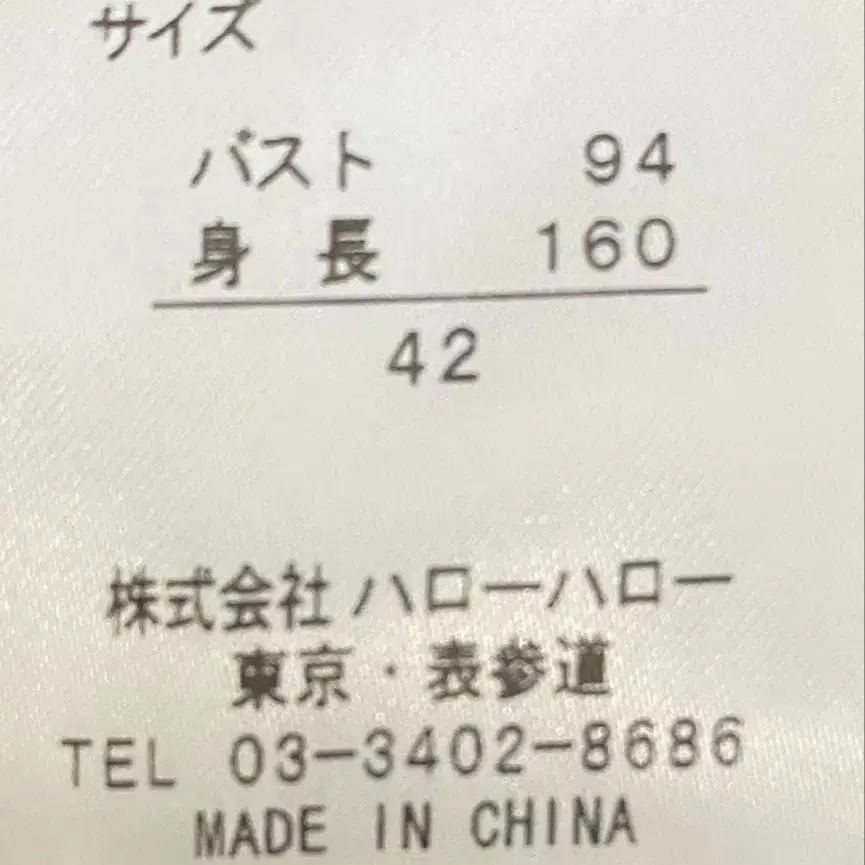 サイズ
バスト 94
身長 160
42
株式会社 ハローハロー
東京・表参道
TEL 03-3402-8686
MADE IN CHINA